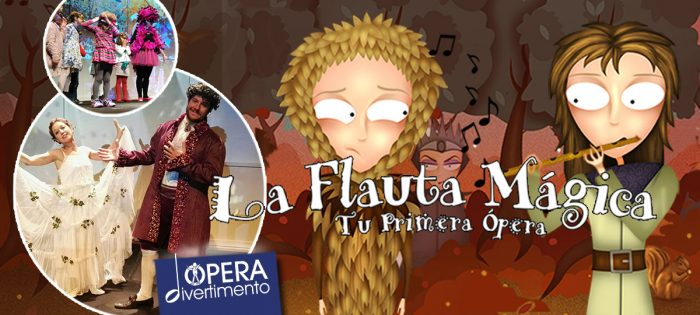 La Flauta Mágica
Tu Primera Ópera
ÓPERA
divertimento